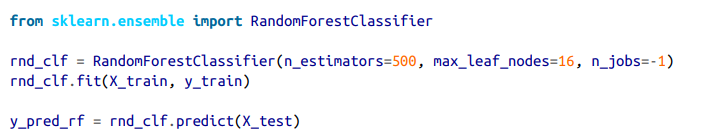 from sklearn.ensemble import RandomForestClassifier
rnd_clf = RandomForestClassifier(n_estimators=500, max_leaf_nodes=16, n_jobs=-1)
rnd_clf.fit(X_train, y_train)
y_pred_rf = rnd_clf.predict(X_test)